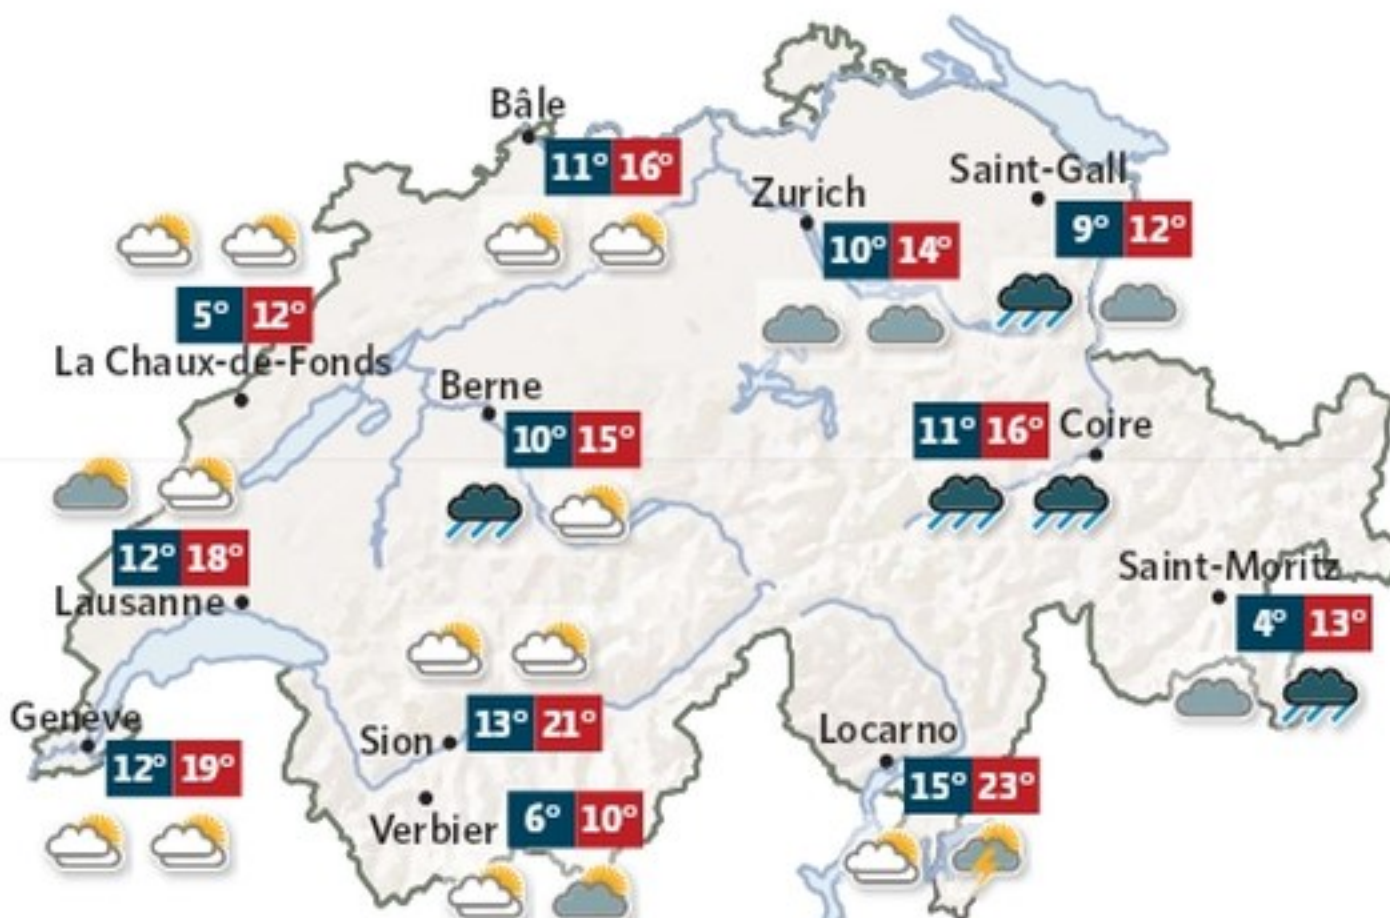 Bâle
11° 16°
Zurich
10° 14°
Saint-Gall
9° 12°
5° 12°
La Chaux-de-Fonds
Berne
10° 15°
11° 16° Coire
12° 18°
Lausanne
Saint-Moritz
4° 13°
Genève
12° 19°
Sion 13° 21°
Verbier 6° 10°
Locarno
15° 23°